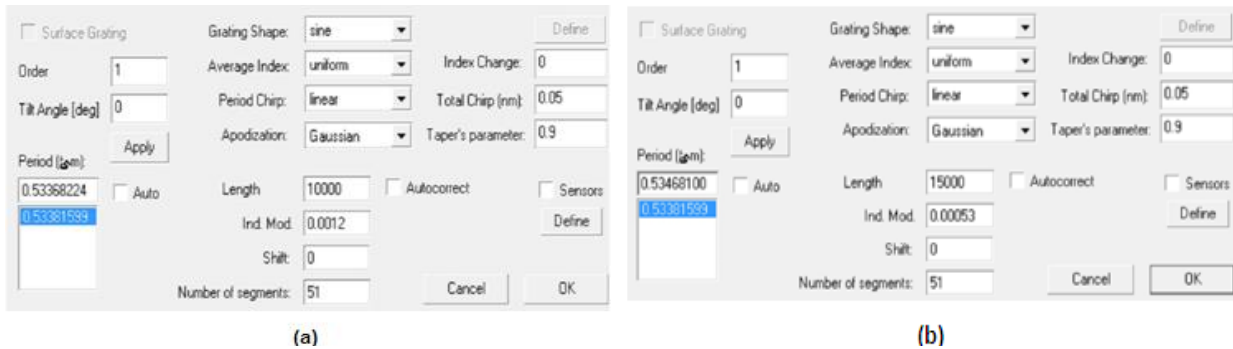 Surface Grating Grating Shape: sine Define
Order 1 Average Index: uniform Index Change: 0
Tilt Angle [deg] 0 Period Chirp: linear Total Chirp (nm): 0.05
Apply Apodization: Gaussian Taper's parameter: 0.9
Period
0.53368224 Auto Length 10000 Autocorrect Sensors
0.53381599 Ind. Mod. 0.0012 Define
Shift: 0
Number of segments: 51 Cancel OK
(a)
Surface Grating Grating Shape: sine Define
Order 1 Average Index: uniform Index Change: 0
Tilt Angle [deg] 0 Period Chirp: linear Total Chirp (nm): 0.05
Apply Apodization: Gaussian Taper's parameter: 0.9
Period
0.53468100 Auto Length 15000 Autocorrect Sensors
0.53381599 Ind. Mod. 0.00053 Define
Shift: 0
Number of segments: 51 Cancel OK
(b)